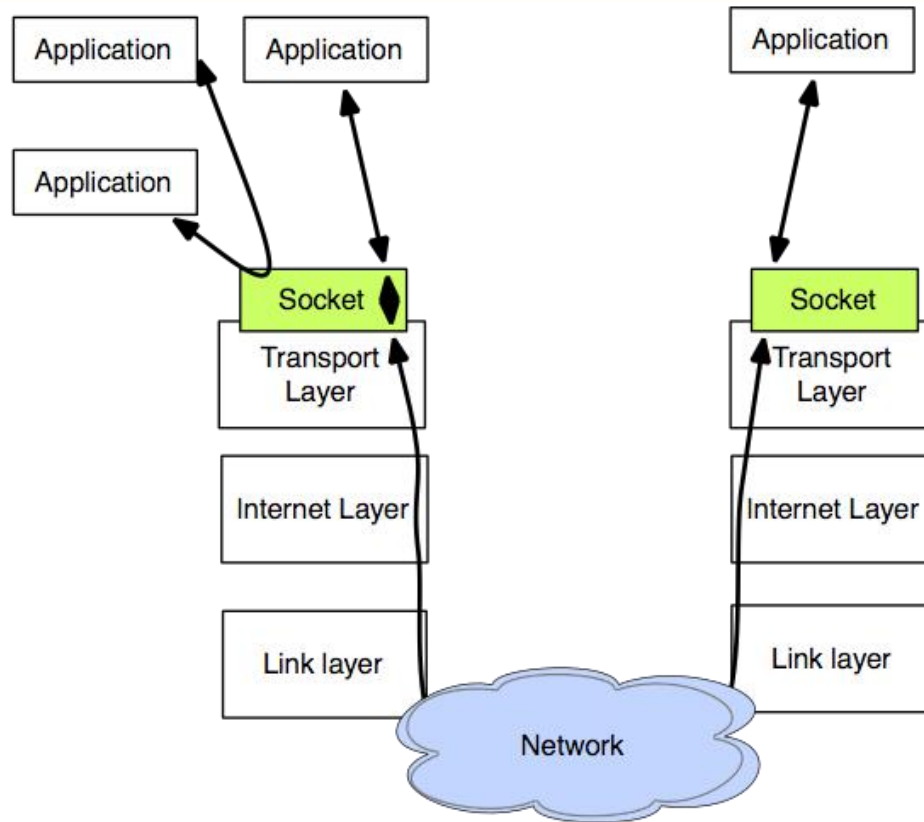 Application
Application
Application
Application
Socket
Socket
Transport
Layer
Transport
Layer
Internet Layer
Internet Layer
Link layer
Link layer
Network